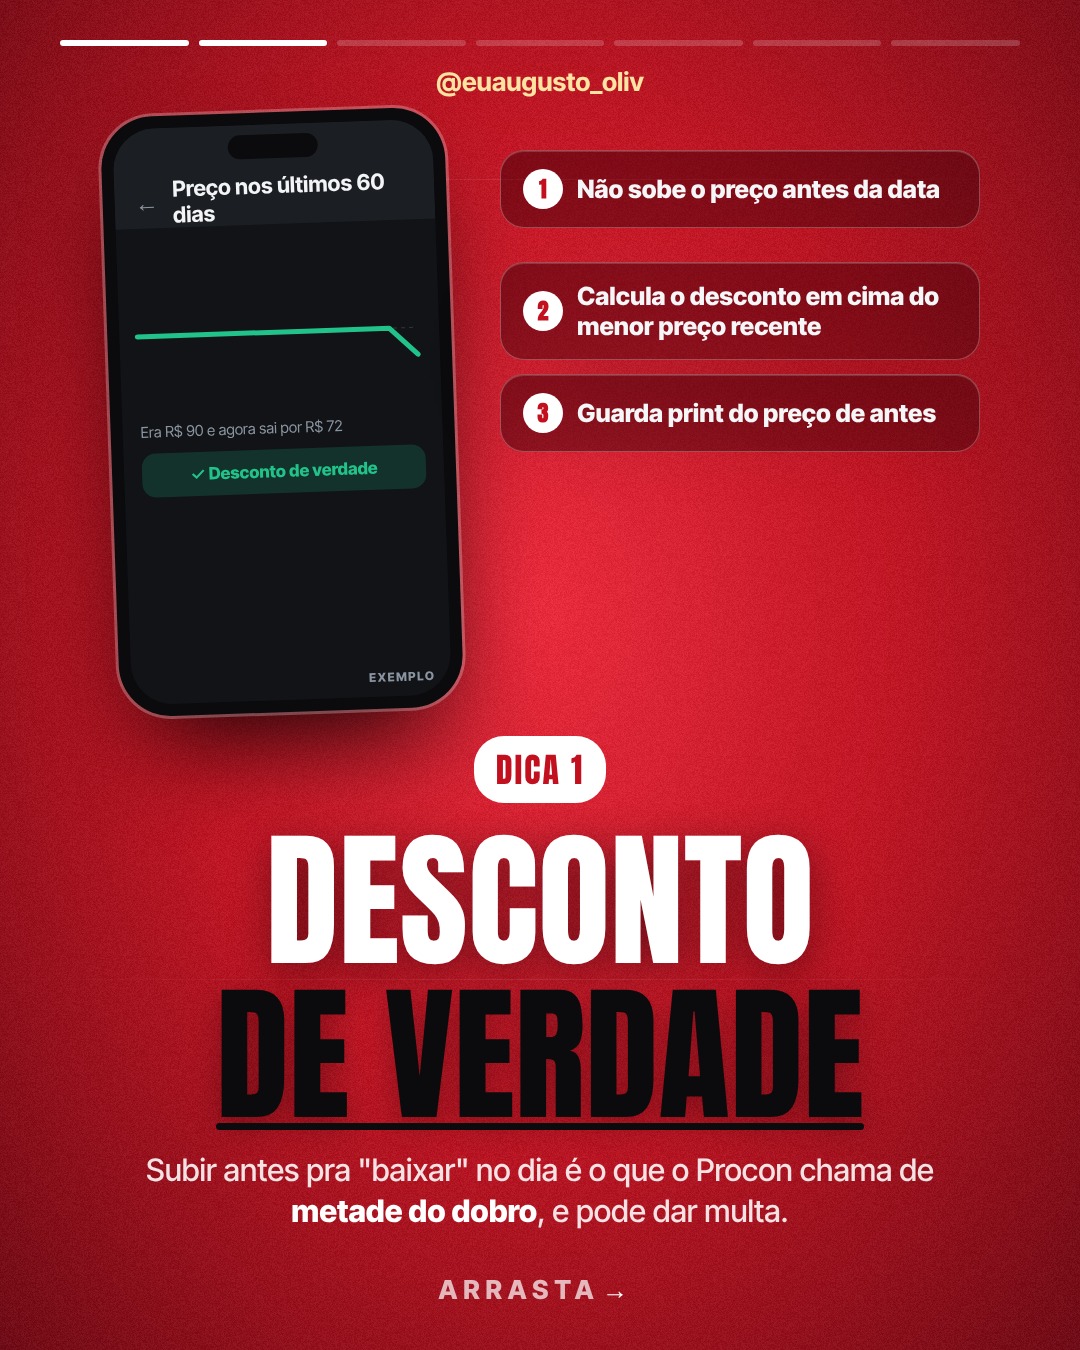 @euaugusto_oliv
← Preço nos últimos 60
dias
Era R$ 90 e agora sai por R$ 72
✓ Desconto de verdade
EXEMPLO
1 Não sobe o preço antes da data
2 Calcula o desconto em cima do
menor preço recente
3 Guarda print do preço de antes
DICA 1
DESCONTO
DE VERDADE
Subir antes pra "baixar" no dia é o que o Procon chama de
metade do dobro, e pode dar multa.
ARRASTA →